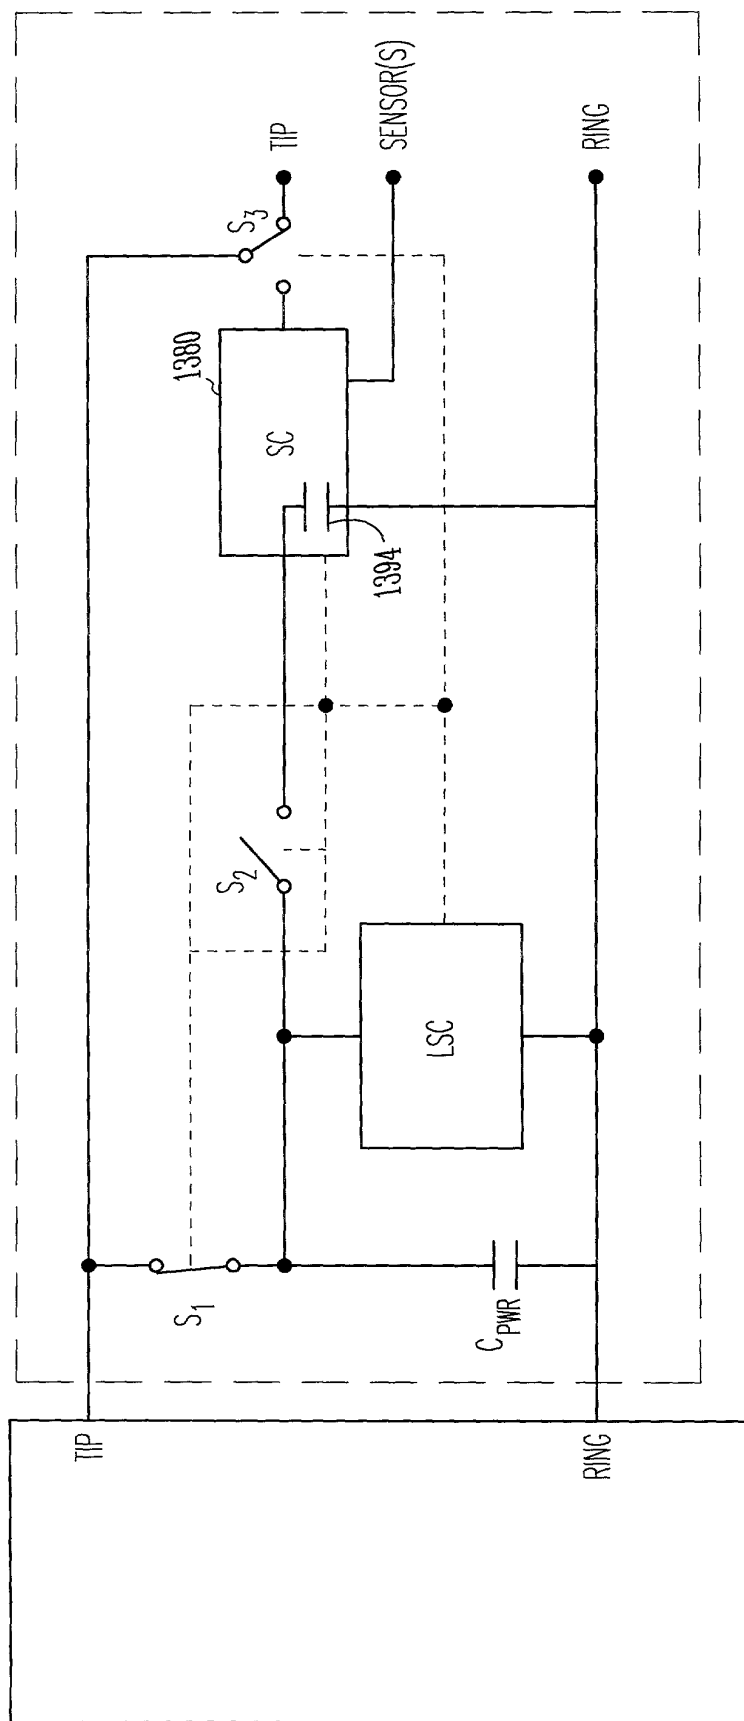 TIP
SENSOR(S)
RING
S3
1380
SC
1394
S2
LSC
S1
CPWR
TIP
RING